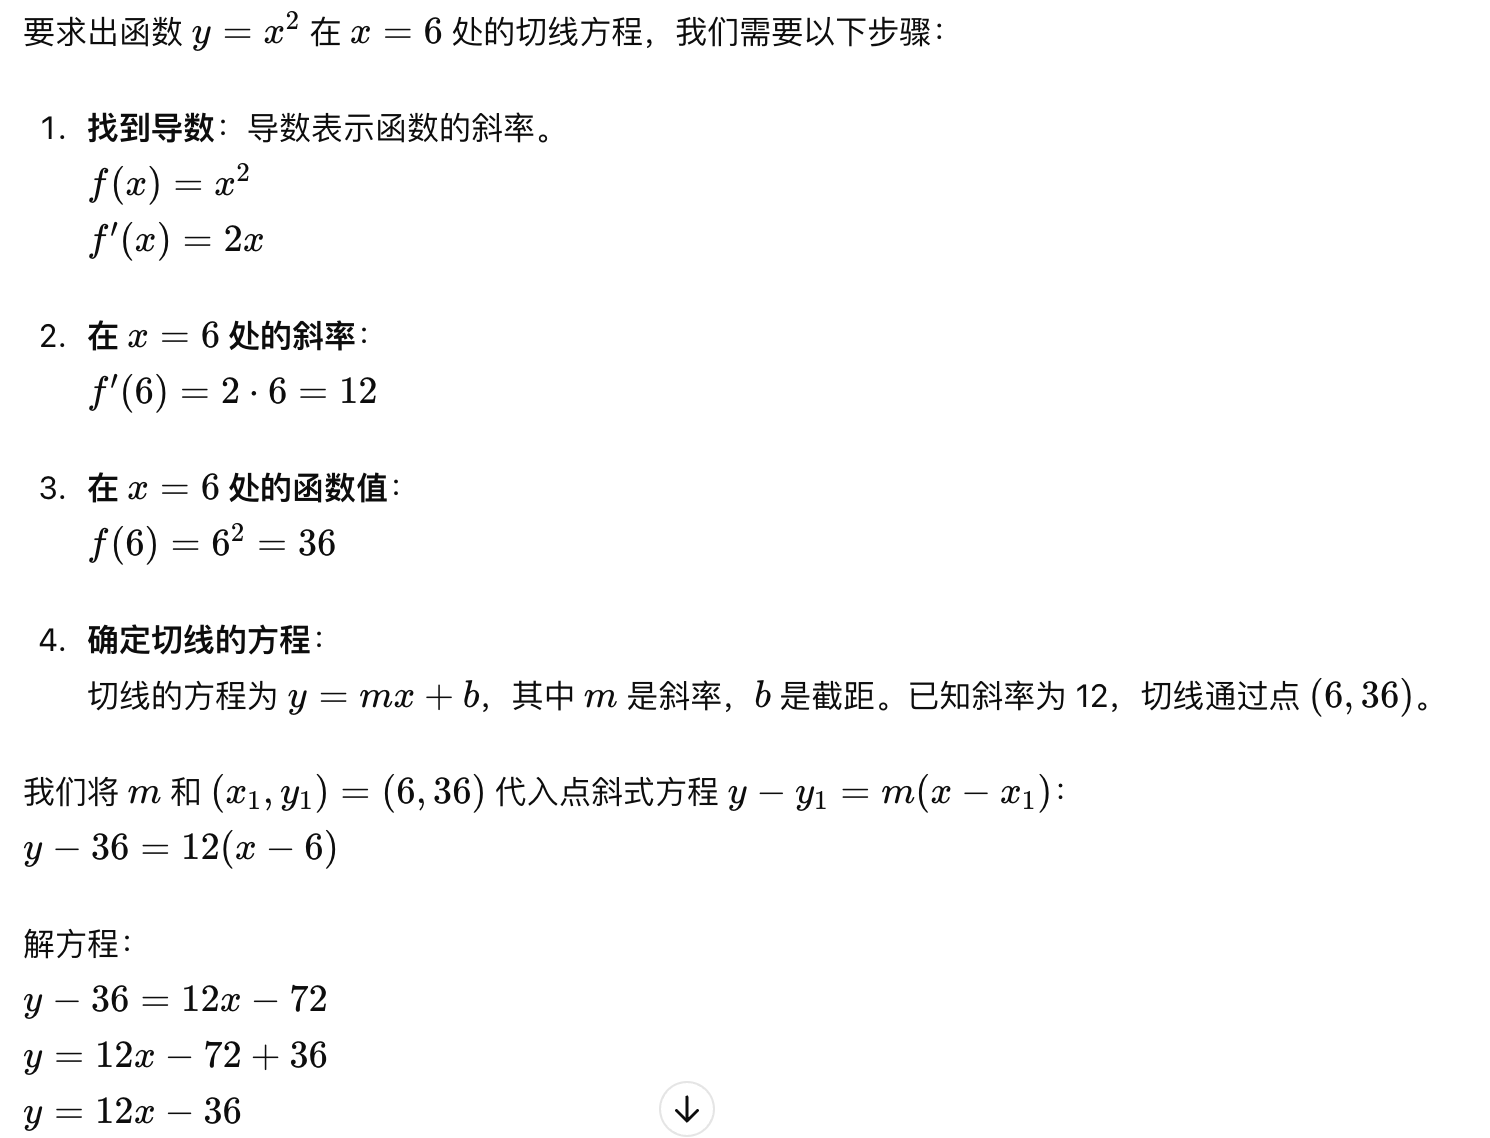 要求出函数 y = x² 在 x = 6 处的切线方程，我们需要以下步骤：
1. 找到导数：导数表示函数的斜率。
f(x) = x²
f′(x) = 2x
2. 在 x = 6 处的斜率：
f′(6) = 2 · 6 = 12
3. 在 x = 6 处的函数值：
f(6) = 6² = 36
4. 确定切线的方程：
切线的方程为 y = mx + b，其中 m 是斜率，b 是截距。已知斜率为 12，切线通过点 (6, 36)。
我们将 m 和 (x₁, y₁) = (6, 36) 代入点斜式方程 y − y₁ = m(x − x₁)：
y − 36 = 12(x − 6)
解方程：
y − 36 = 12x − 72
y = 12x − 72 + 36
y = 12x − 36